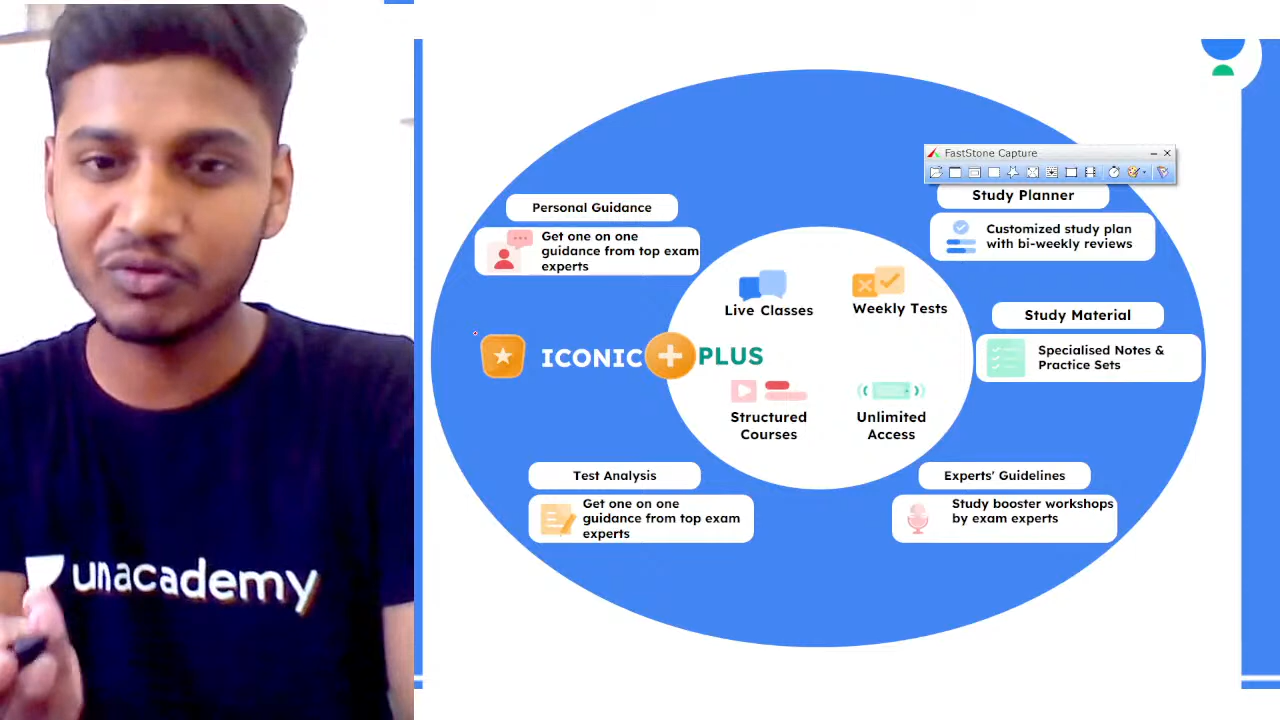 FastStone Capture
Study Planner
Customized study plan
with bi-weekly reviews
Personal Guidance
Get one on one
guidance from top exam
experts
Live Classes
Weekly Tests
Study Material
Specialised Notes &
Practice Sets
ICONIC
PLUS
Structured
Courses
Unlimited
Access
Test Analysis
Get one on one
guidance from top exam
experts
Experts' Guidelines
Study booster workshops
by exam experts
unacademy